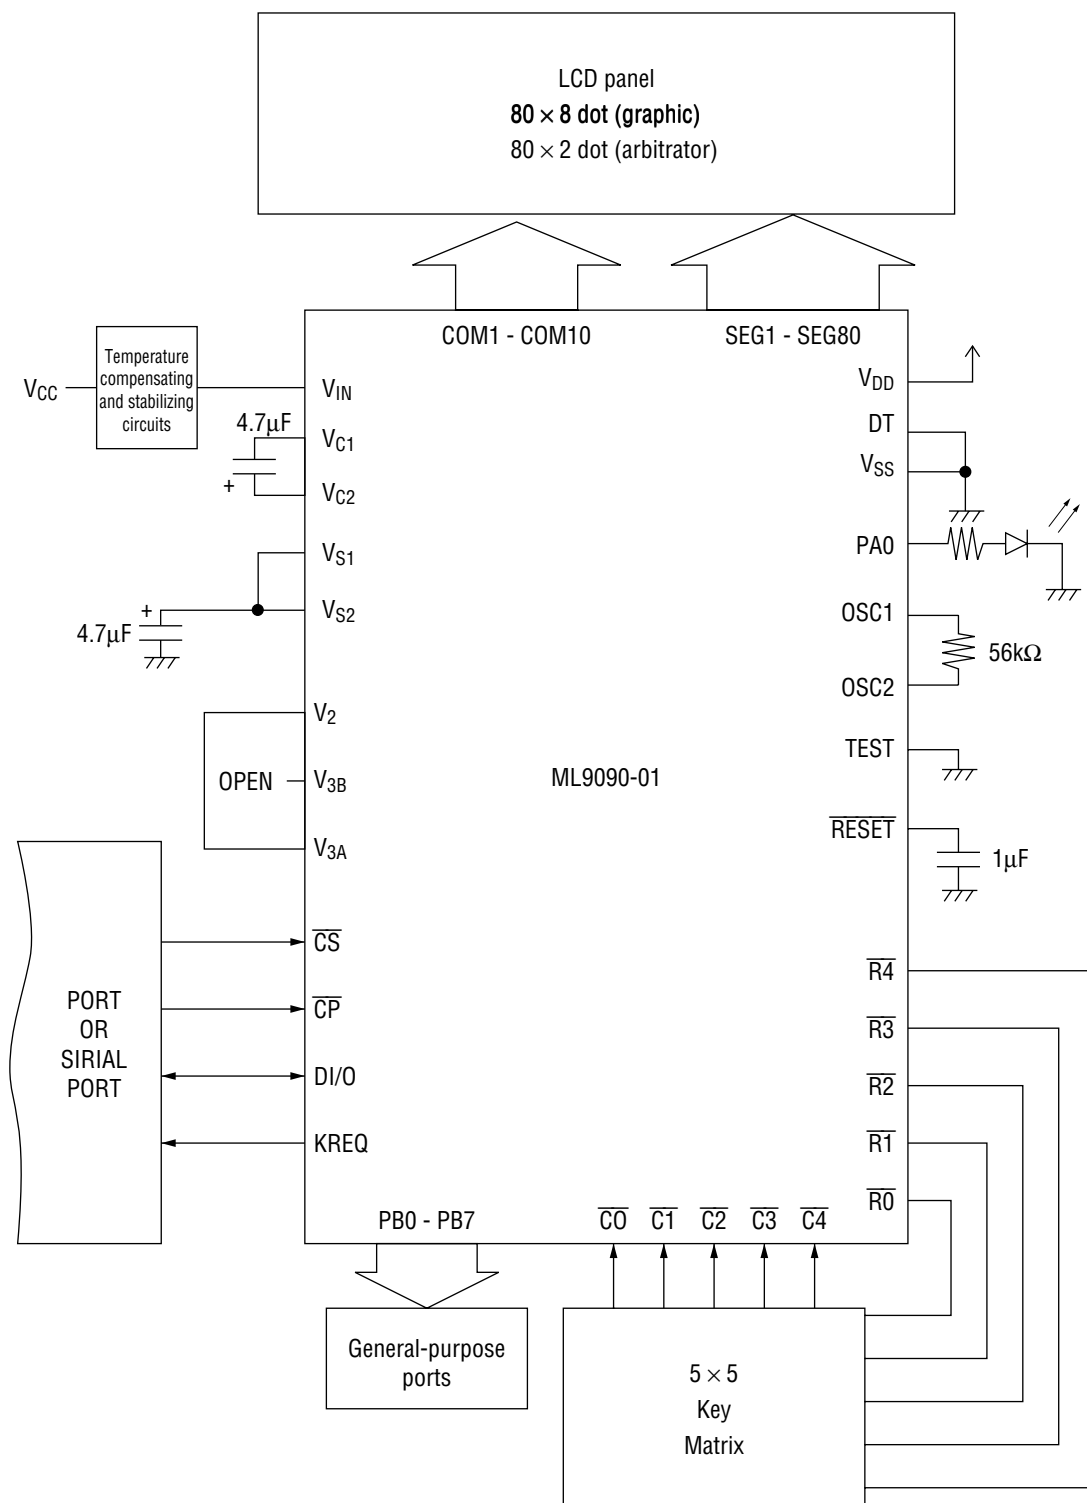 LCD panel
80 × 8 dot (graphic)
80 × 2 dot (arbitrator)
COM1 - COM10
SEG1 - SEG80
Temperature
compensating
and stabilizing
circuits
VCC
VIN
4.7μF
VC1
+
VC2
VS1
+
VS2
4.7μF
V2
OPEN
V3B
V3A
ML9090-01
VDD
DT
VSS
PA0
OSC1
56kΩ
OSC2
TEST
RESET
1μF
PORT
OR
SIRIAL
PORT
CS
CP
DI/O
KREQ
R4
R3
R2
R1
R0
PB0 - PB7
C0
C1
C2
C3
C4
General-purpose
ports
5 × 5
Key
Matrix